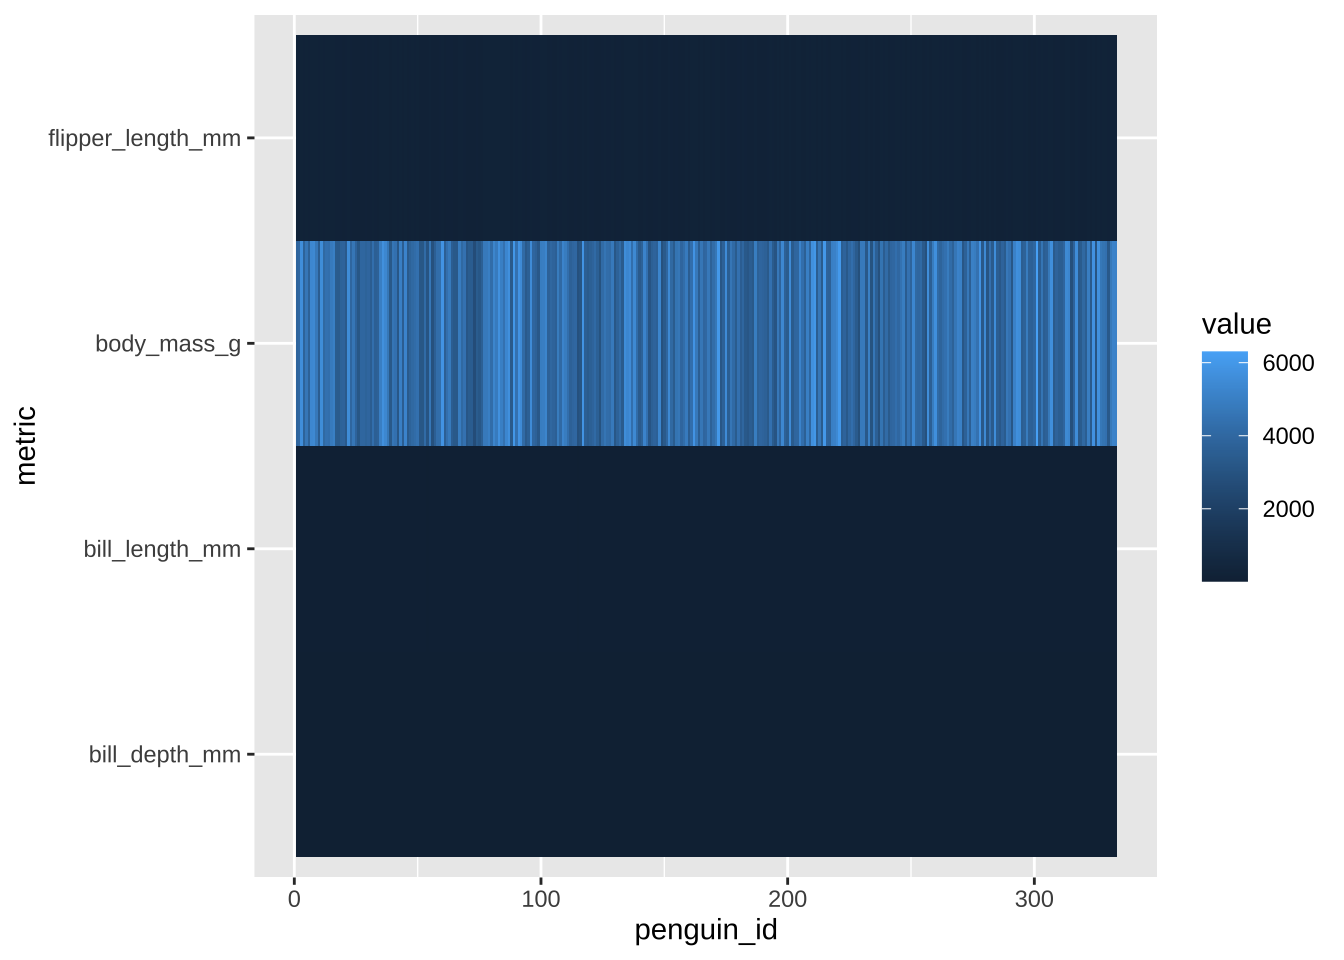 flipper_length_mm
body_mass_g
bill_length_mm
bill_depth_mm
metric
0
100
200
300
penguin_id
value
6000
4000
2000